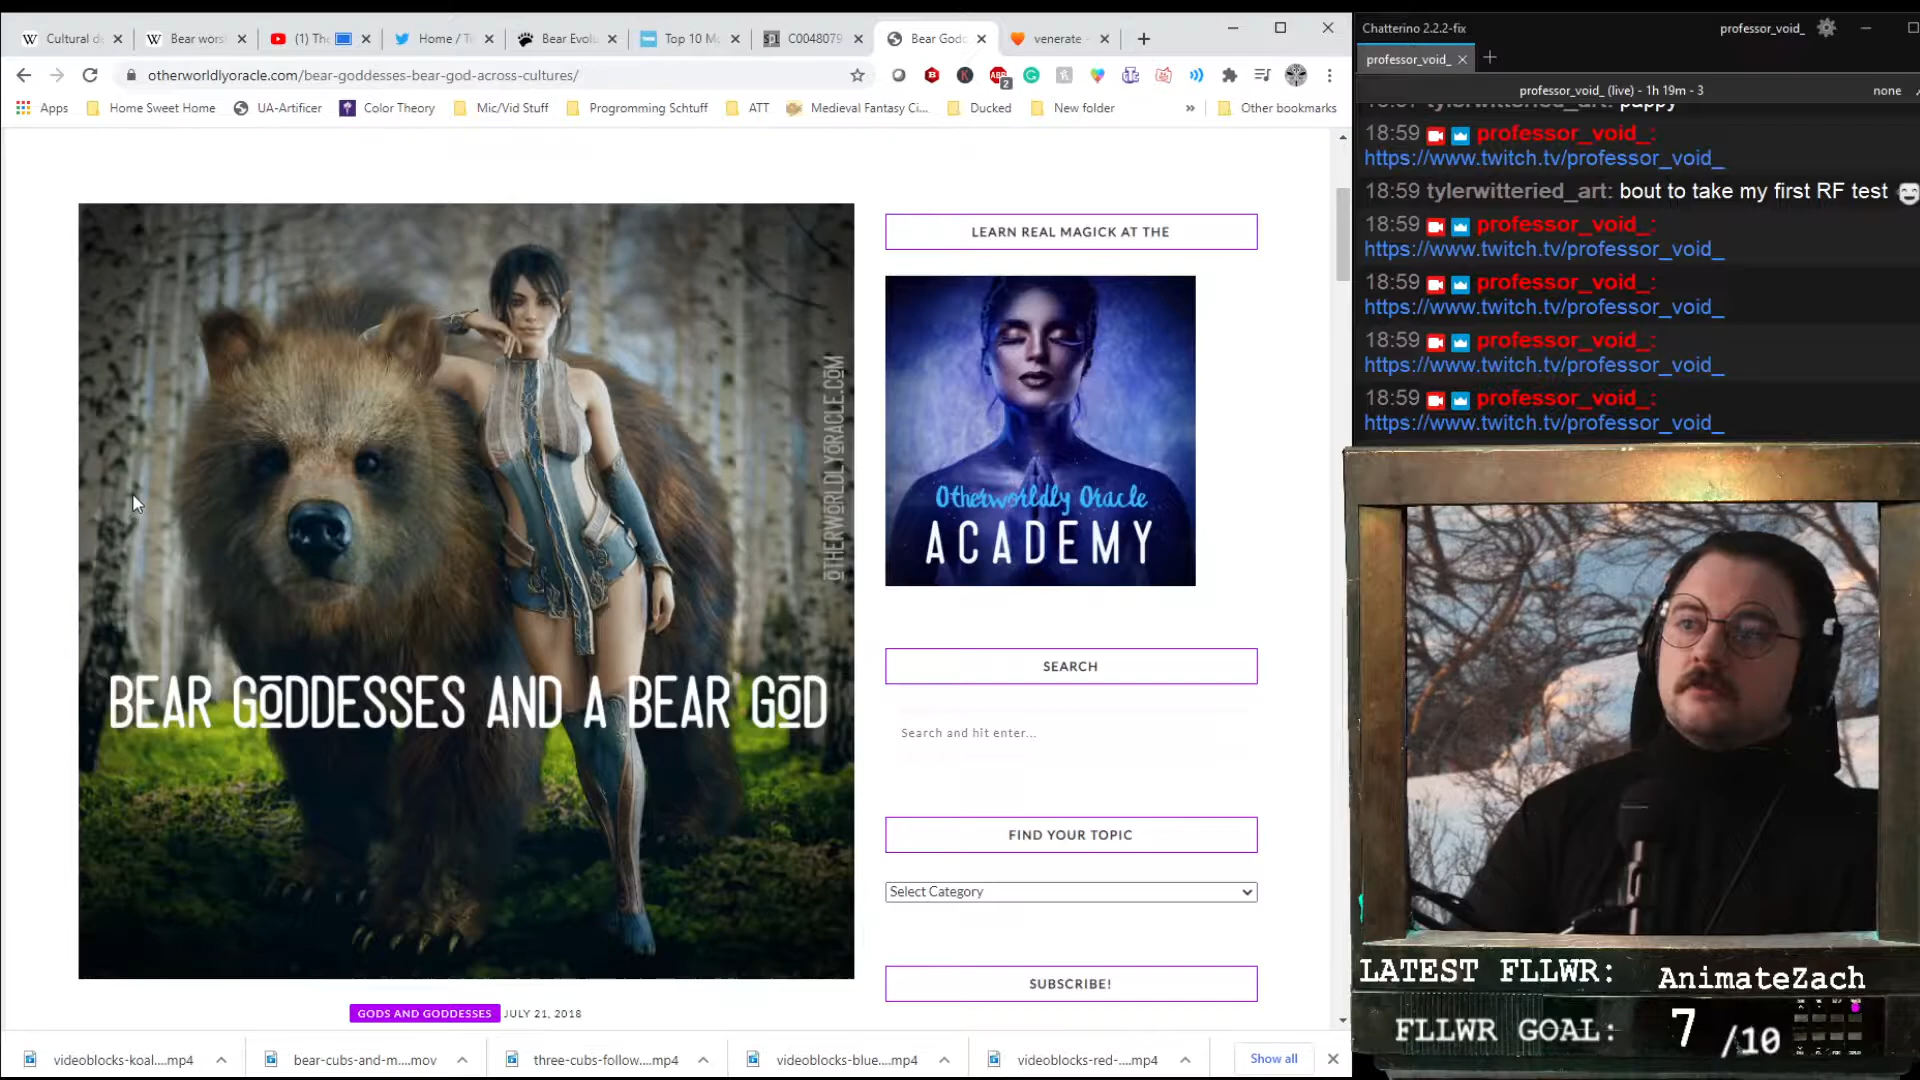 Cultural d
Bear wors
(1) Th
Home / T
Bear Evol
Top 10 M
C0048079
Bear Godd
venerate -
otherworldlyoracle.com/bear-goddesses-bear-god-across-cultures/
Apps
Home Sweet Home
UA-Artificer
Color Theory
Mic/Vid Stuff
Programming Schtuff
ATT
Medieval Fantasy Ci...
Ducked
New folder
»
Other bookmarks
OTHERWORLDLYORACLE.COM
BEAR GODDESSES AND A BEAR GOD
GODS AND GODDESSES
JULY 21, 2018
LEARN REAL MAGICK AT THE
Otherworldly Oracle
ACADEMY
SEARCH
Search and hit enter...
FIND YOUR TOPIC
Select Category
SUBSCRIBE!
videoblocks-koal....mp4
bear-cubs-and-m....mov
three-cubs-follow....mp4
videoblocks-blue....mp4
videoblocks-red-....mp4
Show all
Chatterino 2.2.2-fix
professor_void_
professor_void_
professor_void_ (live) - 1h 19m - 3
none
tylerwitteried_art: puppy
18:59 professor_void_:
https://www.twitch.tv/professor_void_
18:59 tylerwitteried_art: bout to take my first RF test
18:59 professor_void_:
https://www.twitch.tv/professor_void_
18:59 professor_void_:
https://www.twitch.tv/professor_void_
18:59 professor_void_:
https://www.twitch.tv/professor_void_
18:59 professor_void_:
https://www.twitch.tv/professor_void_
LATEST FLLWR: AnimateZach
FLLWR GOAL: 7 /10